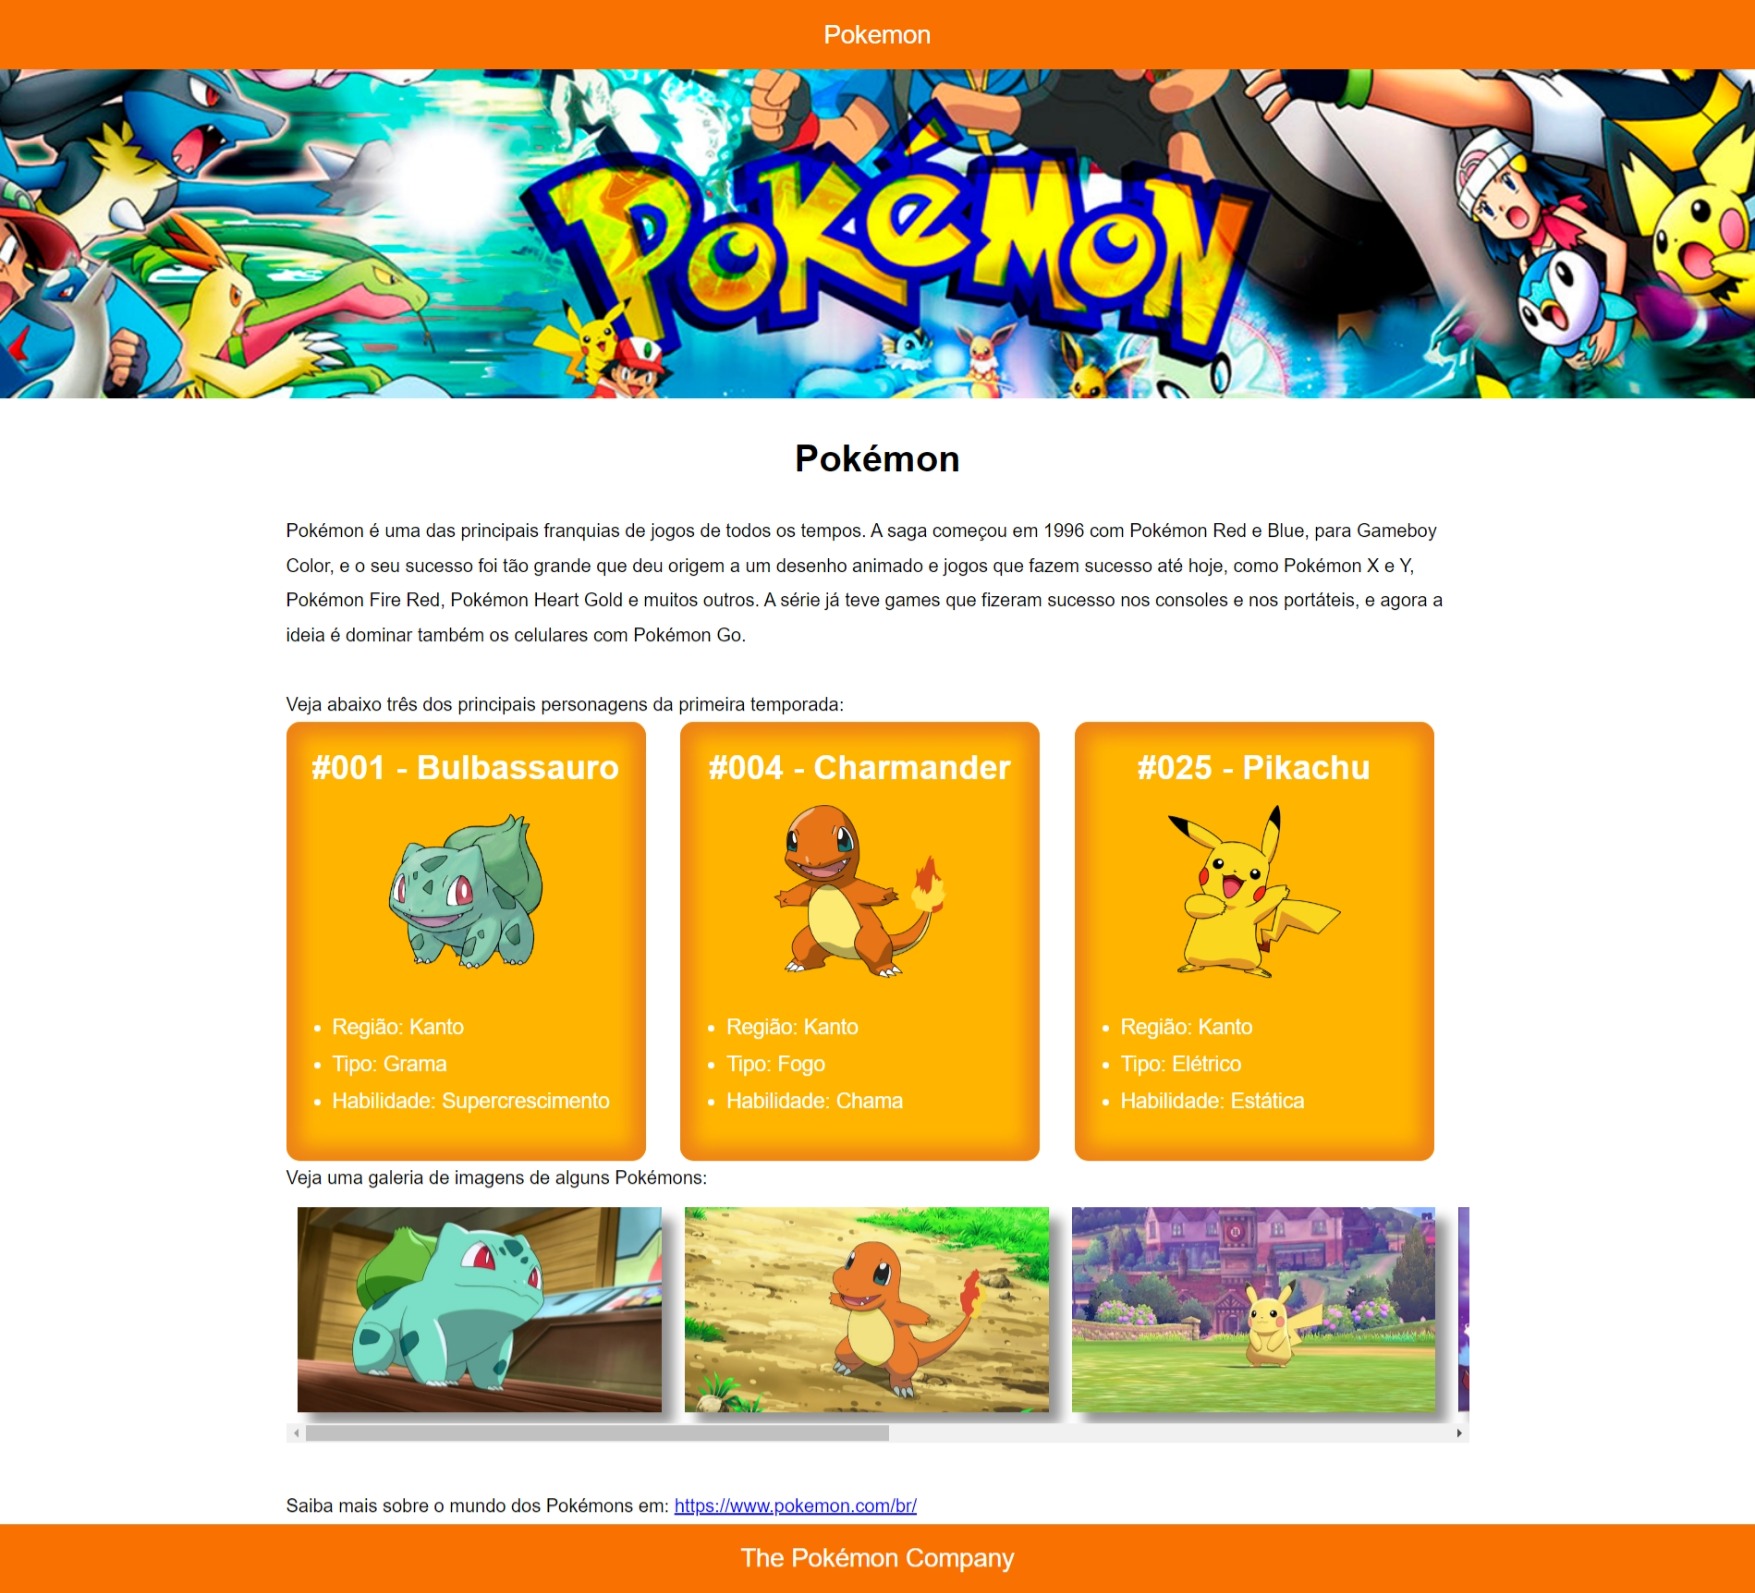 Pokemon
POKéMON
Pokémon
Pokémon é uma das principais franquias de jogos de todos os tempos. A saga começou em 1996 com Pokémon Red e Blue, para Gameboy
Color, e o seu sucesso foi tão grande que deu origem a um desenho animado e jogos que fazem sucesso até hoje, como Pokémon X e Y,
Pokémon Fire Red, Pokémon Heart Gold e muitos outros. A série já teve games que fizeram sucesso nos consoles e nos portáteis, e agora a
ideia é dominar também os celulares com Pokémon Go.
Veja abaixo três dos principais personagens da primeira temporada:
#001 - Bulbassauro
Região: Kanto
Tipo: Grama
Habilidade: Supercrescimento
#004 - Charmander
Região: Kanto
Tipo: Fogo
Habilidade: Chama
#025 - Pikachu
Região: Kanto
Tipo: Elétrico
Habilidade: Estática
Veja uma galeria de imagens de alguns Pokémons:
Saiba mais sobre o mundo dos Pokémons em: https://www.pokemon.com/br/
The Pokémon Company